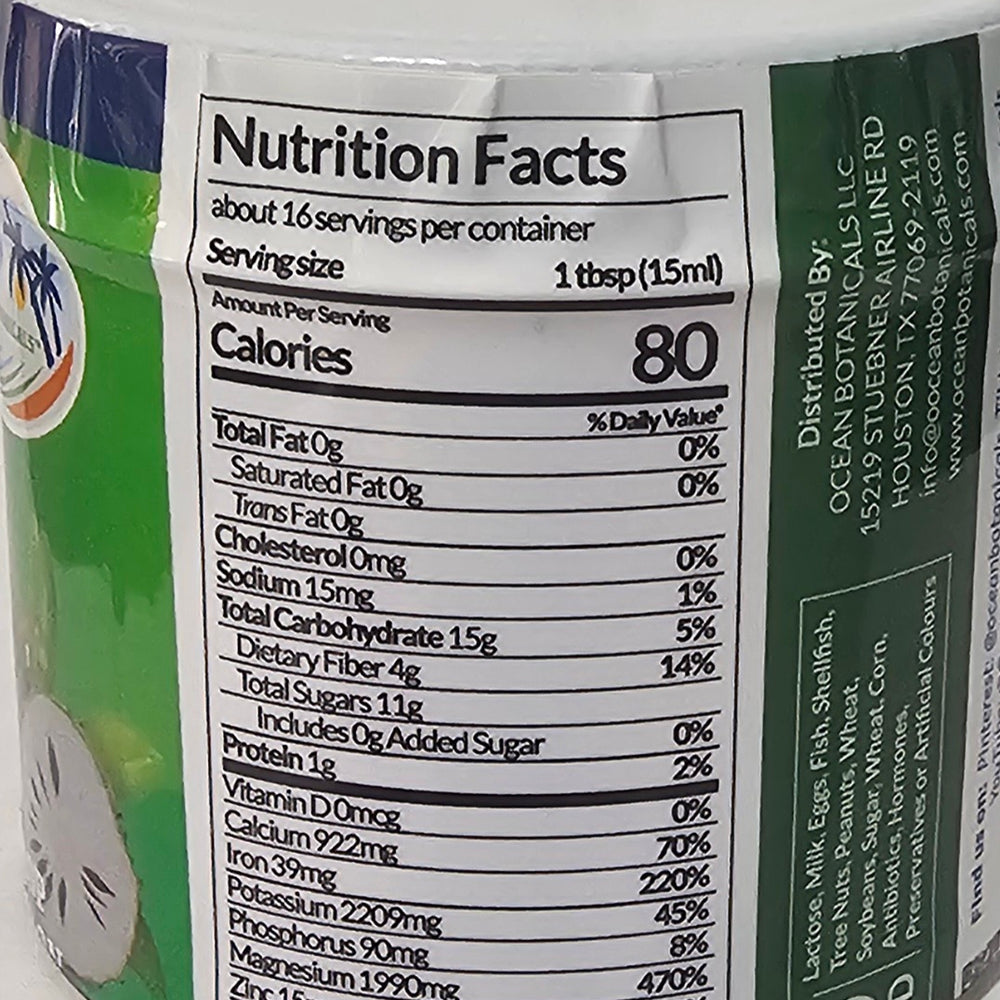 Nutrition Facts
about 16 servings per container
Serving size 1 tbsp (15ml)
Amount Per Serving
Calories 80
% Daily Value*
Total Fat 0g 0%
Saturated Fat 0g 0%
Trans Fat 0g
Cholesterol 0mg 0%
Sodium 15mg 1%
Total Carbohydrate 15g 5%
Dietary Fiber 4g 14%
Total Sugars 11g
Includes 0g Added Sugar 0%
Protein 1g 2%
Vitamin D 0mcg 0%
Calcium 922mg 70%
Iron 39mg 220%
Potassium 2209mg 45%
Phosphorus 90mg 8%
Magnesium 1990mg 470%
Zinc
Distributed By:
OCEAN BOTANICALS LLC
15219 STUEBNER AIRLINE RD
HOUSTON, TX 77069-2119
info@oceanbotanicals.com
www.oceanbotanicals.com
Lactose, Milk, Eggs, Fish, Shellfish,
Tree Nuts, Peanuts, Wheat,
Soybeans, Sugar, Wheat, Corn,
Antibiotics, Hormones,
Preservatives or Artificial Colours
Find us on: Pinterest: